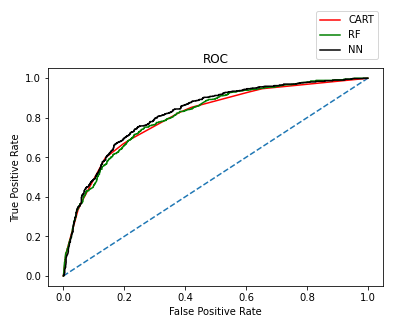 CART
RF
NN
ROC
True Positive Rate
1.0
0.8
0.6
0.4
0.2
0.0
0.0 0.2 0.4 0.6 0.8 1.0
False Positive Rate